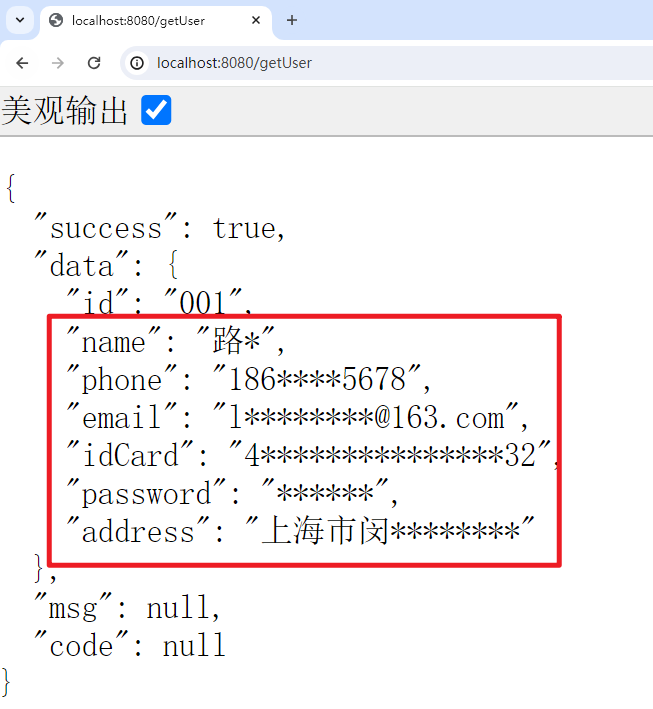 localhost:8080/getUser
localhost:8080/getUser
美观输出
{
"success": true,
"data": {
"id": "001",
"name": "路*",
"phone": "186****5678",
"email": "l********@163.com",
"idCard": "4***************32",
"password": "******",
"address": "上海市闵********"
},
"msg": null,
"code": null
}